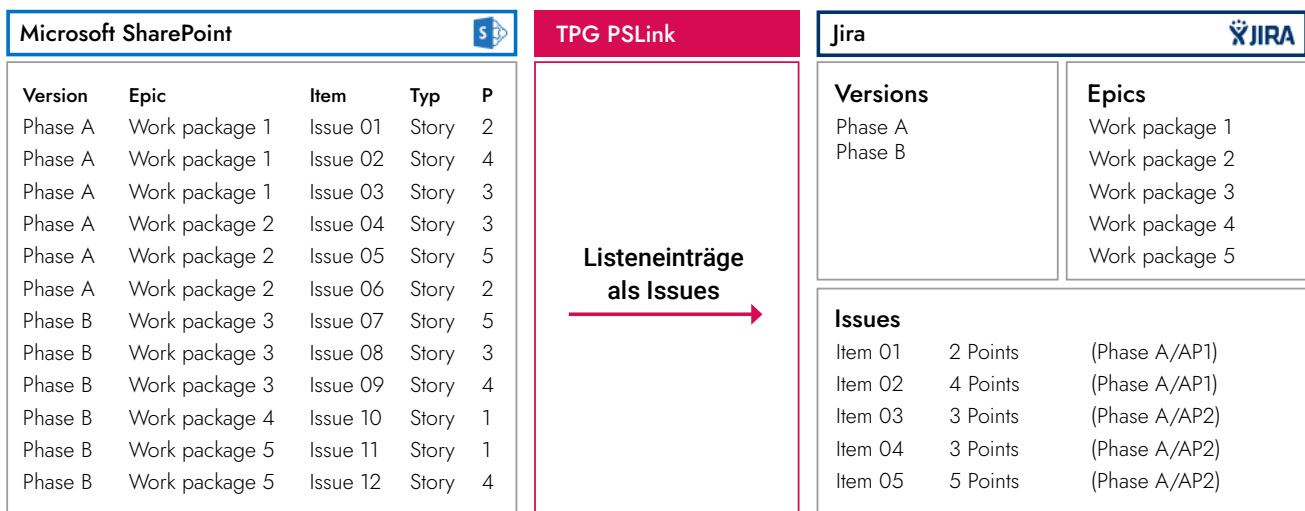 Microsoft SharePoint
S
Version Epic Item Typ P
Phase A Work package 1 Issue 01 Story 2
Phase A Work package 1 Issue 02 Story 4
Phase A Work package 1 Issue 03 Story 3
Phase A Work package 2 Issue 04 Story 3
Phase A Work package 2 Issue 05 Story 5
Phase A Work package 2 Issue 06 Story 2
Phase B Work package 3 Issue 07 Story 5
Phase B Work package 3 Issue 08 Story 3
Phase B Work package 3 Issue 09 Story 4
Phase B Work package 4 Issue 10 Story 1
Phase B Work package 5 Issue 11 Story 1
Phase B Work package 5 Issue 12 Story 4
TPG PSLink
Listeneinträge
als Issues
Jira
JIRA
Versions
Phase A
Phase B
Epics
Work package 1
Work package 2
Work package 3
Work package 4
Work package 5
Issues
Item 01 2 Points (Phase A/AP1)
Item 02 4 Points (Phase A/AP1)
Item 03 3 Points (Phase A/AP2)
Item 04 3 Points (Phase A/AP2)
Item 05 5 Points (Phase A/AP2)